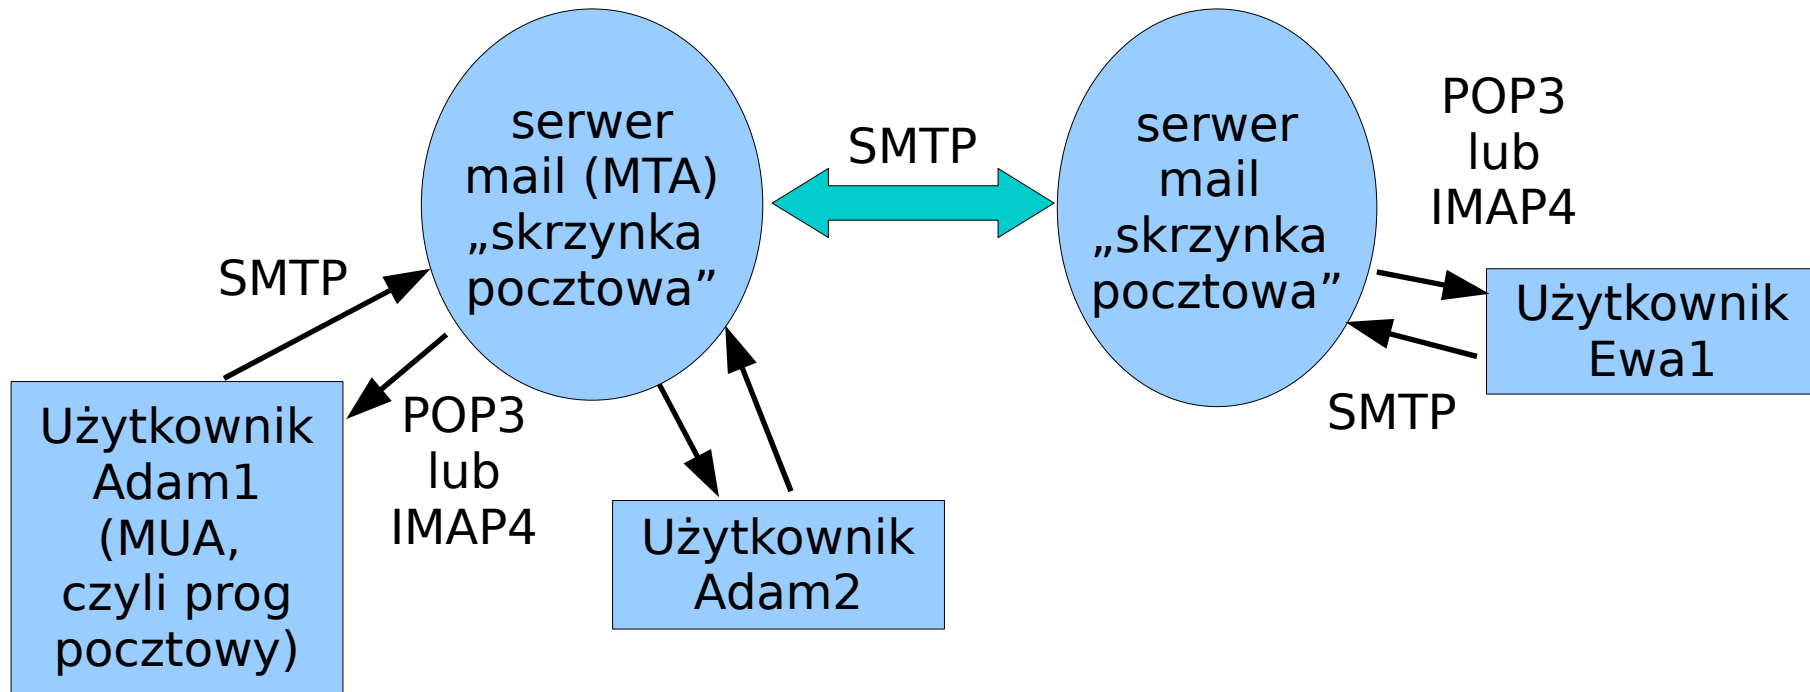 serwer
mail (MTA)
„skrzynka
pocztowa”
SMTP
serwer
mail
„skrzynka
pocztowa”
POP3
lub
IMAP4
SMTP
Użytkownik
Ewa1
SMTP
Użytkownik
Adam1
(MUA,
czyli prog
pocztowy)
POP3
lub
IMAP4
Użytkownik
Adam2